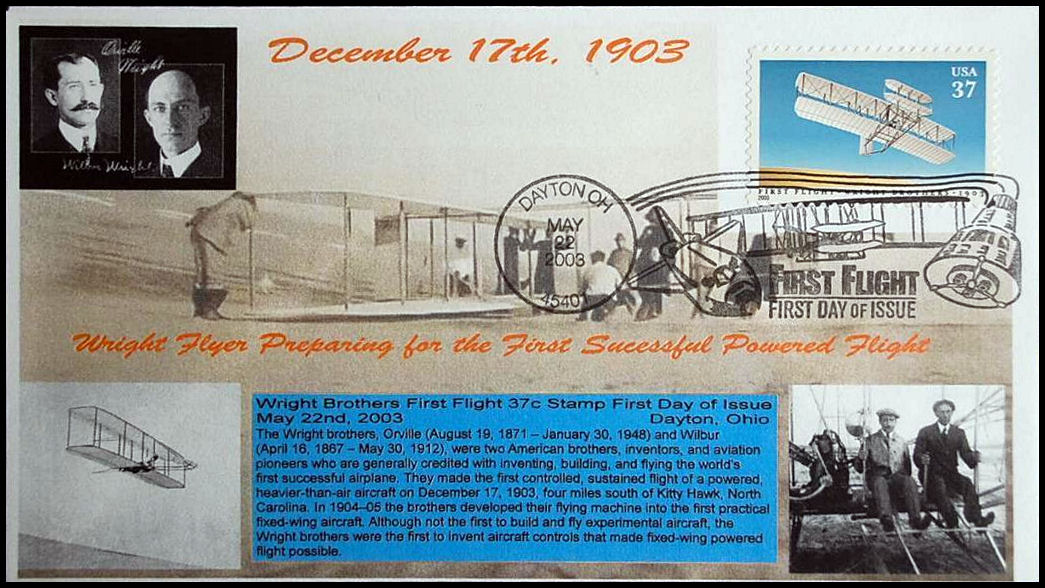 December 17th, 1903
Orville
Wright
Wilbur Wright
USA
37
FIRST FLIGHT · WRIGHT BROTHERS · 1903
2003
DAYTON OH
MAY
22
2003
4540
FIRST FLIGHT
FIRST DAY OF ISSUE
Wright Flyer Preparing for the First Sucessful Powered Flight
Wright Brothers First Flight 37c Stamp First Day of Issue
May 22nd, 2003 Dayton, Ohio
The Wright brothers, Orville (August 19, 1871 – January 30, 1948) and Wilbur
(April 16, 1867 – May 30, 1912), were two American brothers, inventors, and aviation
pioneers who are generally credited with inventing, building, and flying the world's
first successful airplane. They made the first controlled, sustained flight of a powered,
heavier-than-air aircraft on December 17, 1903, four miles south of Kitty Hawk, North
Carolina. In 1904–05 the brothers developed their flying machine into the first practical
fixed-wing aircraft. Although not the first to build and fly experimental aircraft, the
Wright brothers were the first to invent aircraft controls that made fixed-wing powered
flight possible.